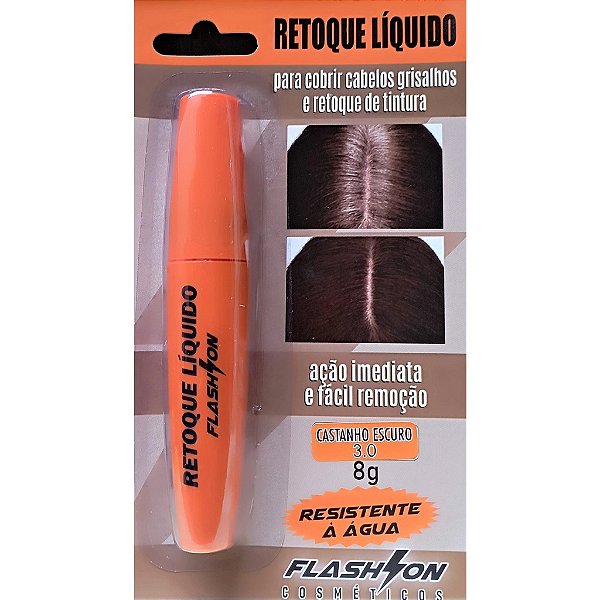 RETOQUE LÍQUIDO
para cobrir cabelos grisalhos
e retoque de tintura
RETOQUE LÍQUIDO
FLASHON
ação imediata
e fácil remoção
CASTANHO ESCURO
3.0
8g
RESISTENTE
À ÁGUA
FLASHON
COSMÉTICOS